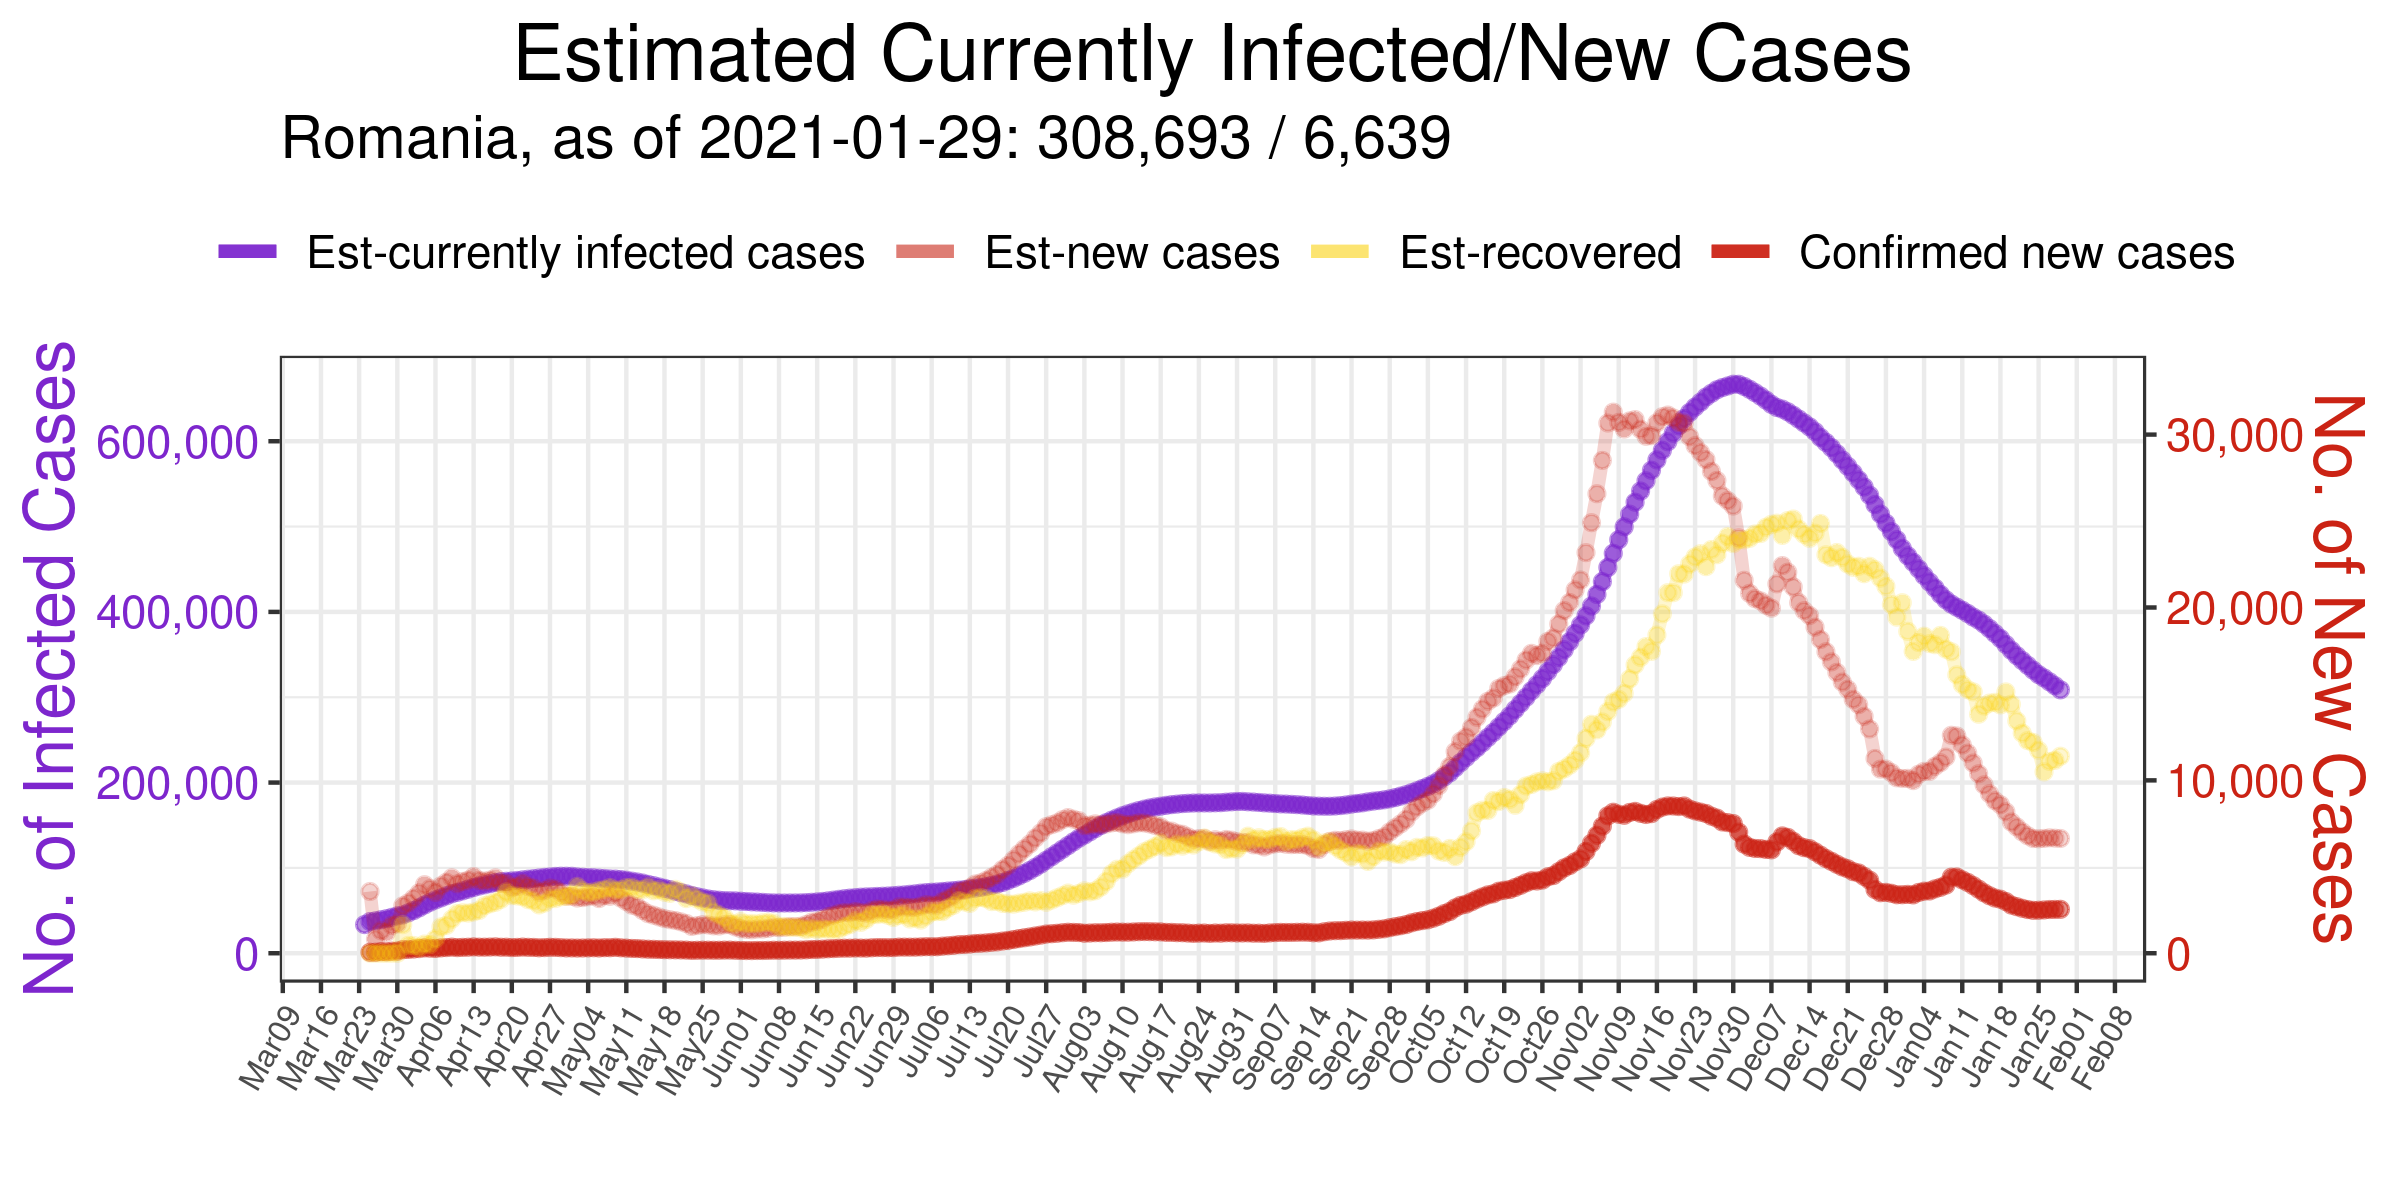 Estimated Currently Infected/New Cases
Romania, as of 2021-01-29: 308,693 / 6,639
Est-currently infected cases Est-new cases Est-recovered Confirmed new cases
No. of Infected Cases
600,000
400,000
200,000
0
30,000
20,000
10,000
0
No. of New Cases
Mar09 Mar16 Mar23 Mar30 Apr06 Apr13 Apr20 Apr27 May04 May11 May18 May25 Jun01 Jun08 Jun15 Jun22 Jun29 Jul06 Jul13 Jul20 Jul27 Aug03 Aug10 Aug17 Aug24 Aug31 Sep07 Sep14 Sep21 Sep28 Oct05 Oct12 Oct19 Oct26 Nov02 Nov09 Nov16 Nov23 Nov30 Dec07 Dec14 Dec21 Dec28 Jan04 Jan11 Jan18 Jan25 Feb01 Feb08